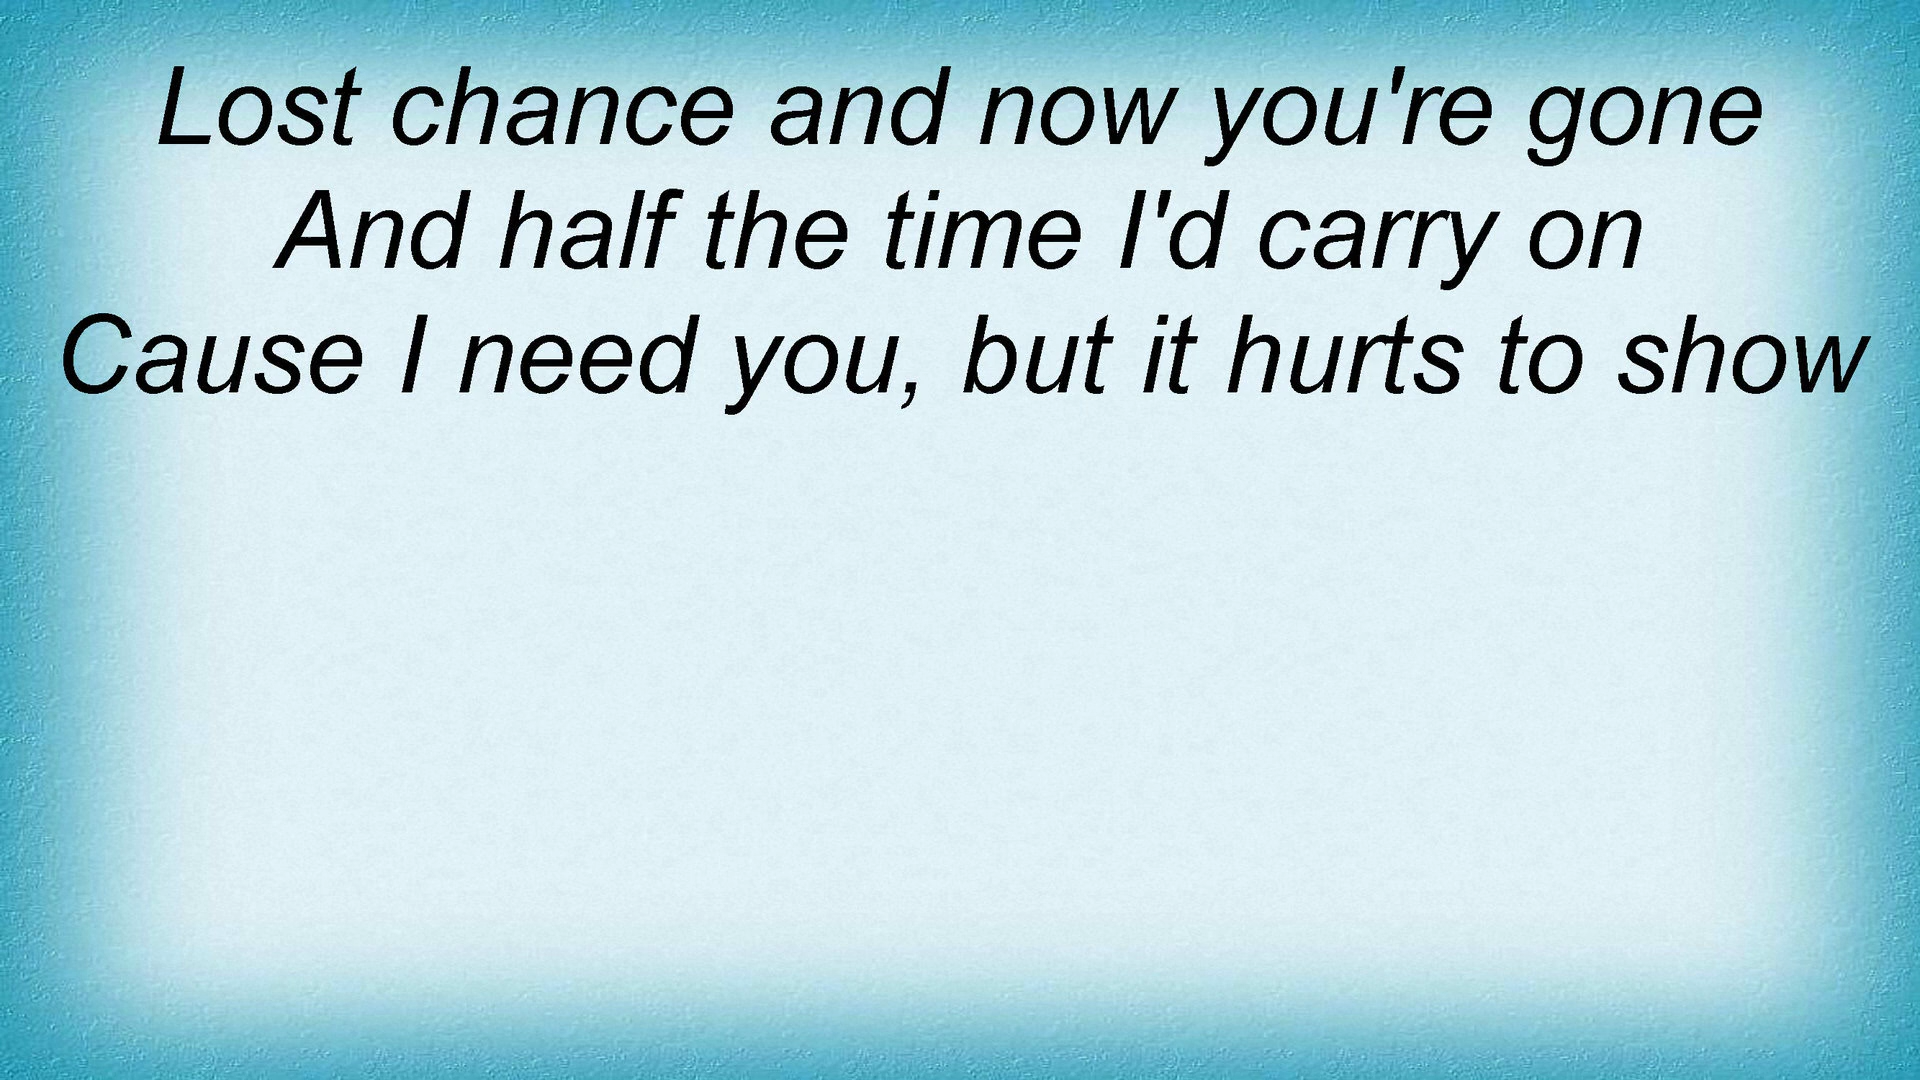 Lost chance and now you're gone
And half the time I'd carry on
Cause I need you, but it hurts to show